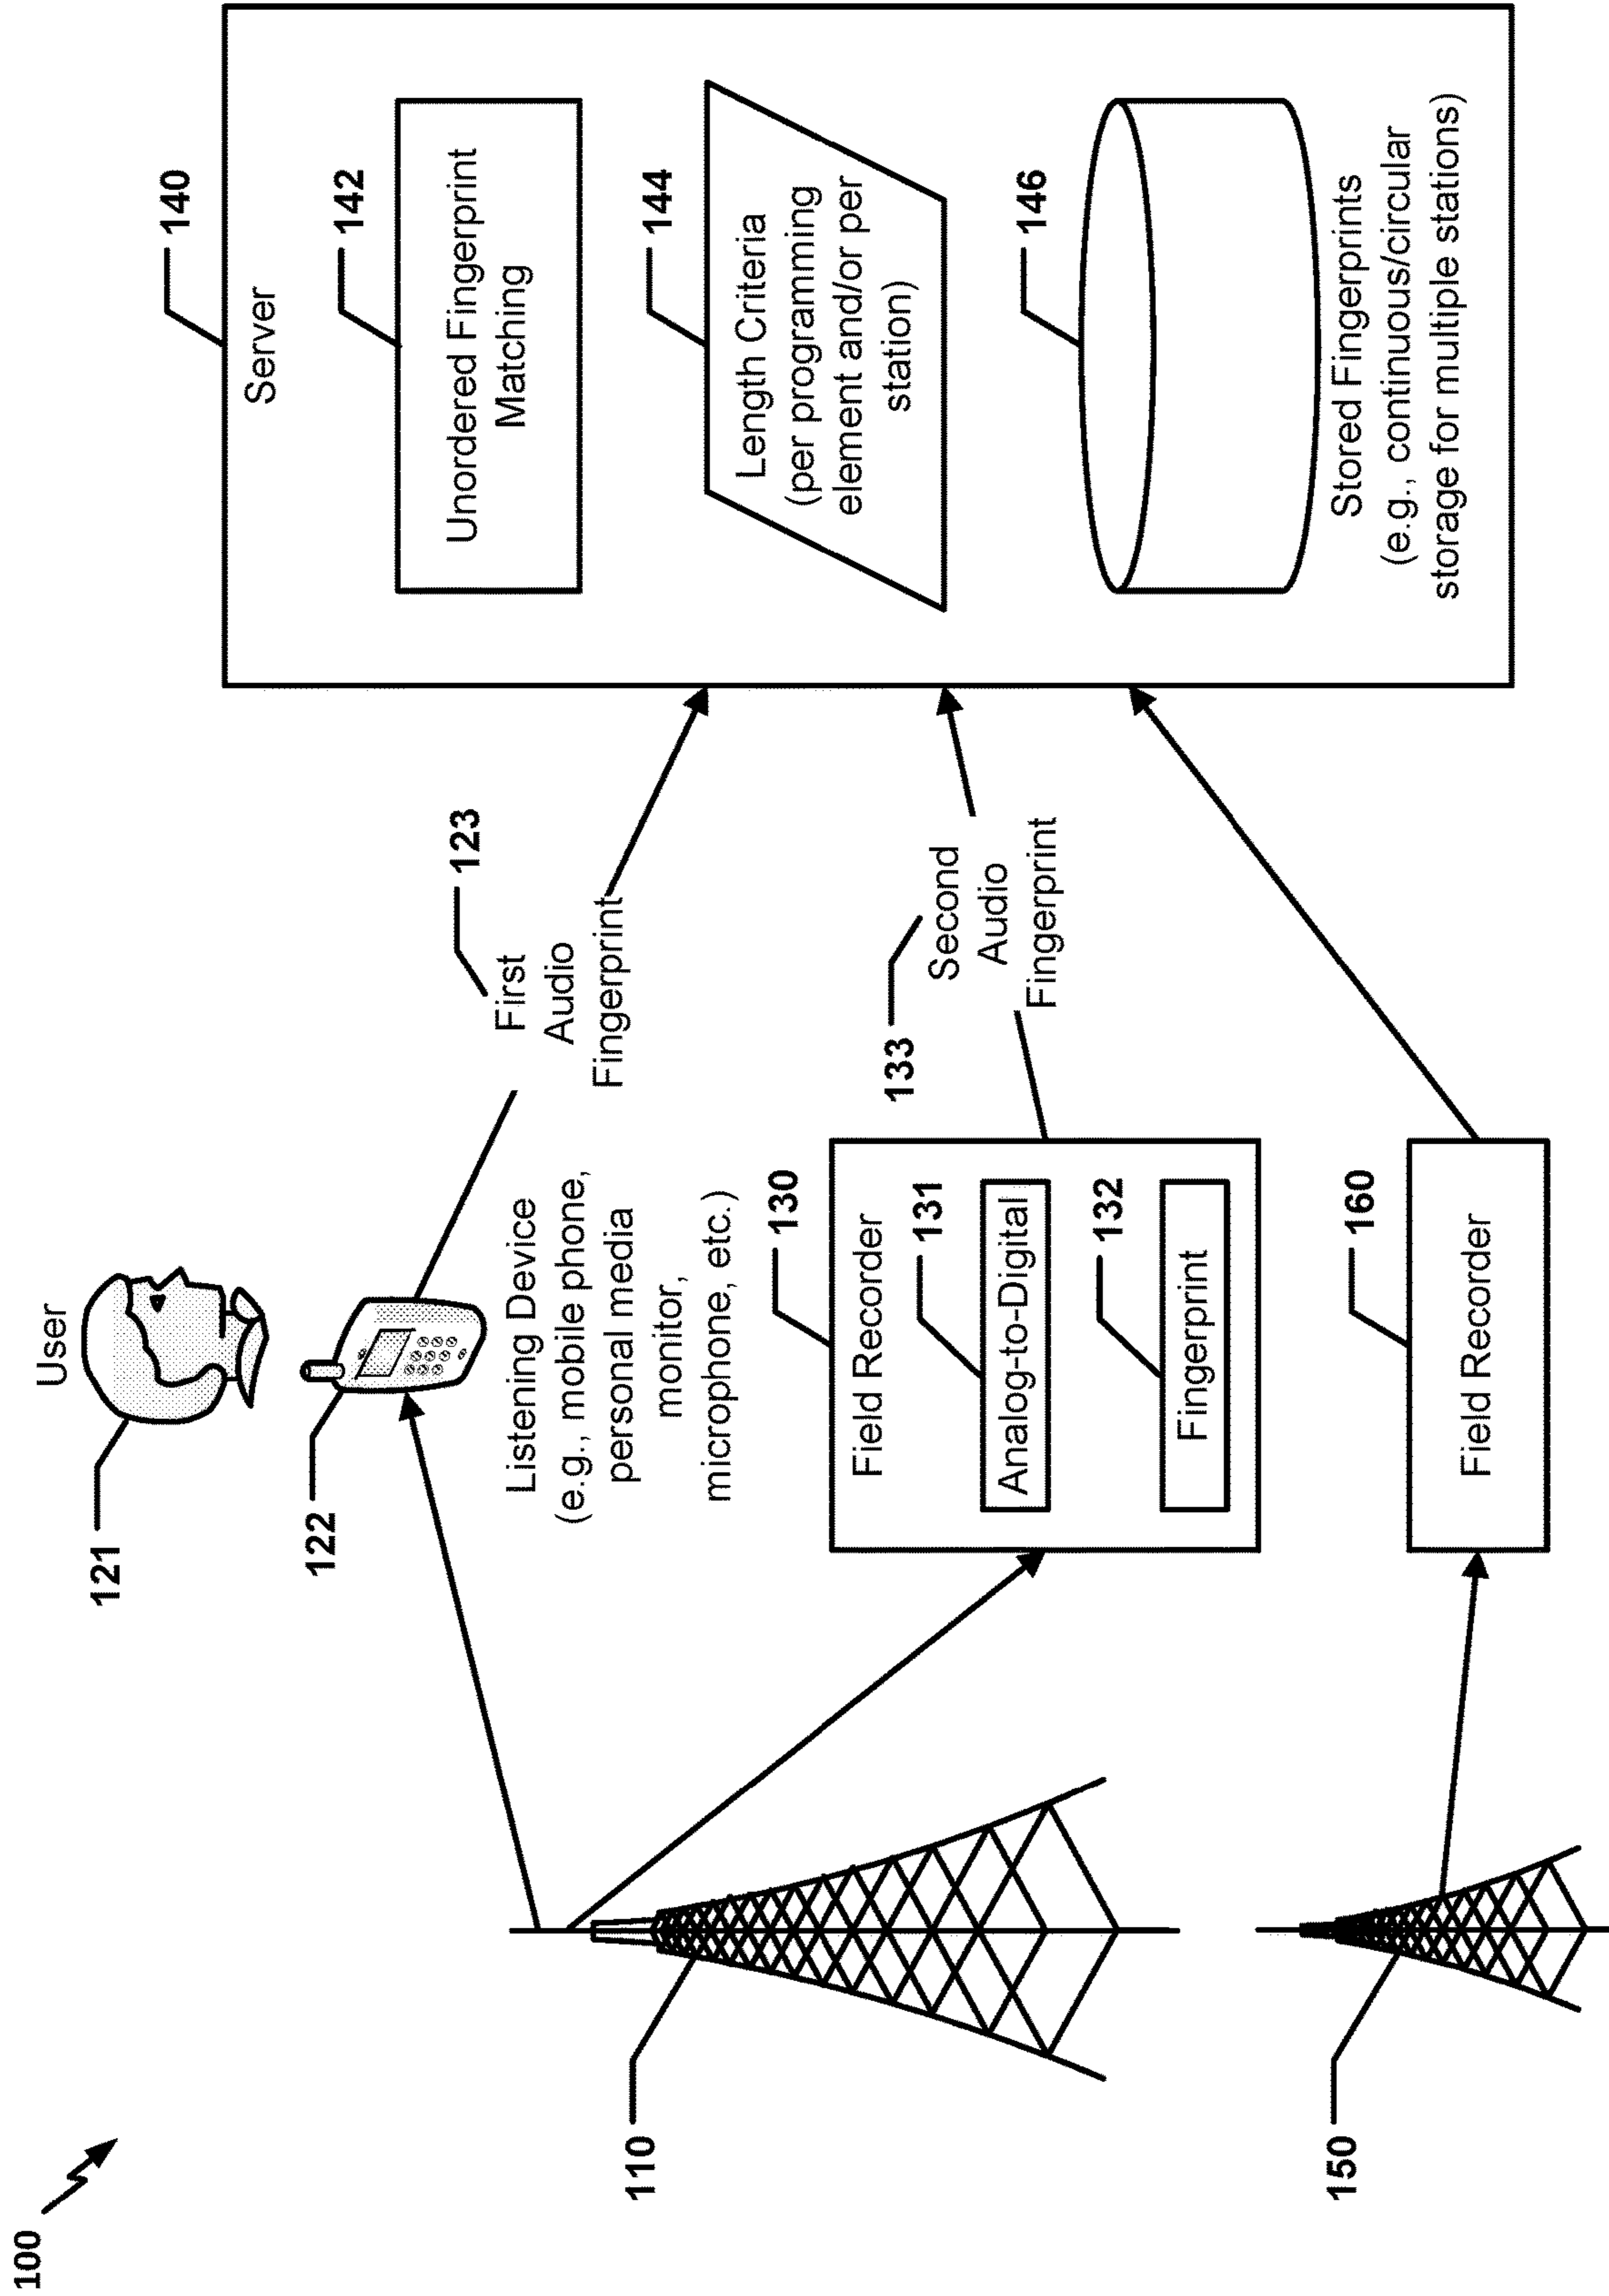 100
User
121
122
Listening Device
(e.g., mobile phone,
personal media
monitor,
microphone, etc.)
110
123
First
Audio
Fingerprint
130
Field Recorder
131
Analog-to-Digital
132
Fingerprint
133
Second
Audio
Fingerprint
150
160
Field Recorder
140
Server
142
Unordered Fingerprint
Matching
144
Length Criteria
(per programming
element and/or per
station)
146
Stored Fingerprints
(e.g., continuous/circular
storage for multiple stations)